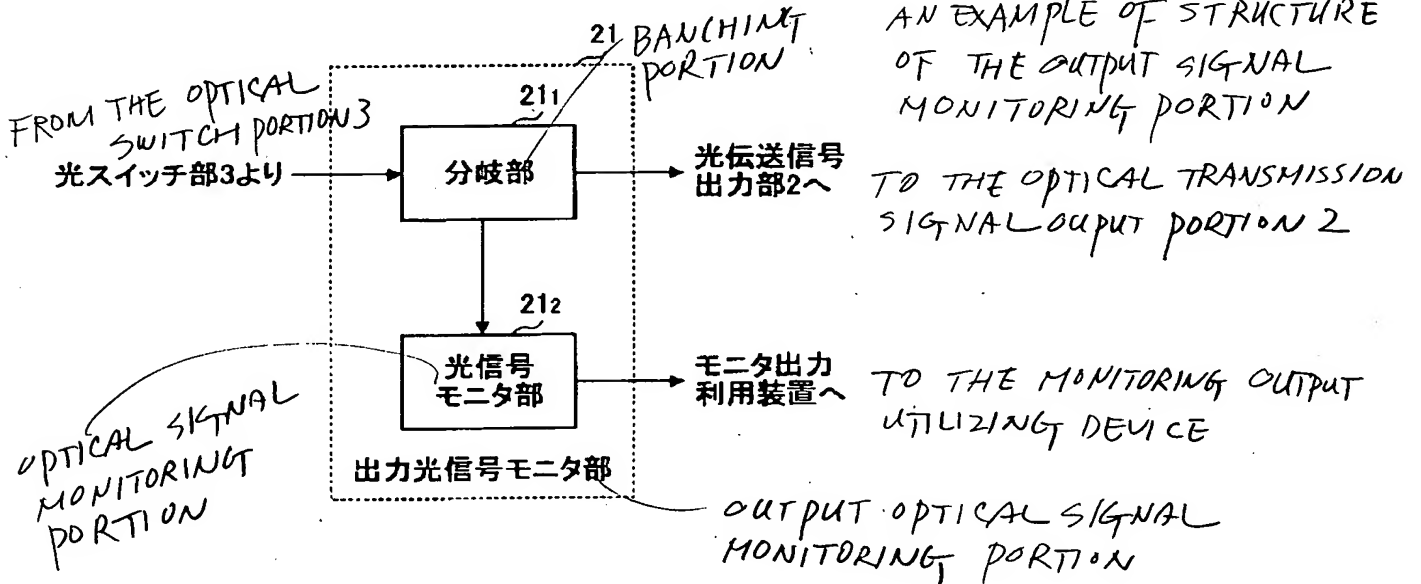 AN EXAMPLE OF STRUCTURE
OF THE OUTPUT SIGNAL
MONITORING PORTION
21
BANCHING
PORTION
FROM THE OPTICAL
SWITCH PORTION 3
光スイッチ部3より
211
分岐部
光伝送信号
出力部2へ
TO THE OPTICAL TRANSMISSION
SIGNAL OUPUT PORTION 2
212
光信号
モニタ部
モニタ出力
利用装置へ
TO THE MONITORING OUTPUT
UTILIZING DEVICE
OPTICAL SIGNAL
MONITORING
PORTION
出力光信号モニタ部
OUTPUT OPTICAL SIGNAL
MONITORING PORTION